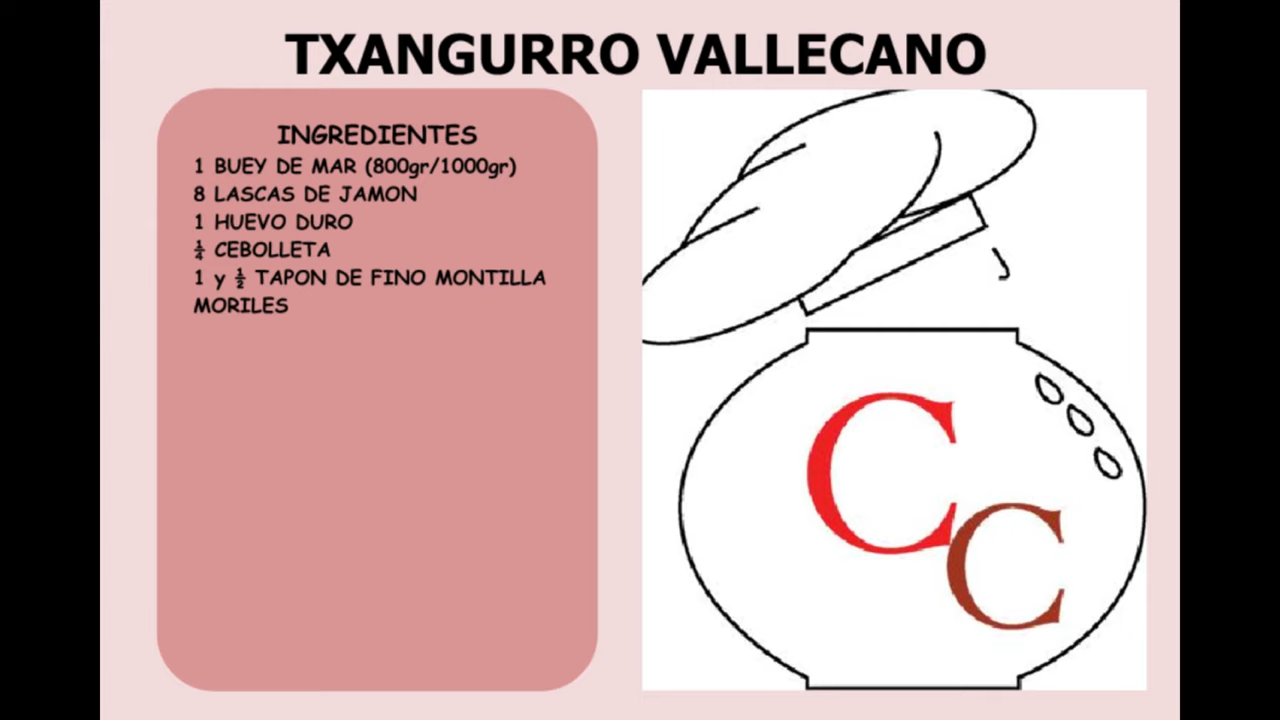 TXANGURRO VALLECANO
INGREDIENTES
1 BUEY DE MAR (800gr/1000gr)
8 LASCAS DE JAMON
1 HUEVO DURO
¼ CEBOLLETA
1 y ½ TAPON DE FINO MONTILLA
MORILES
C
C